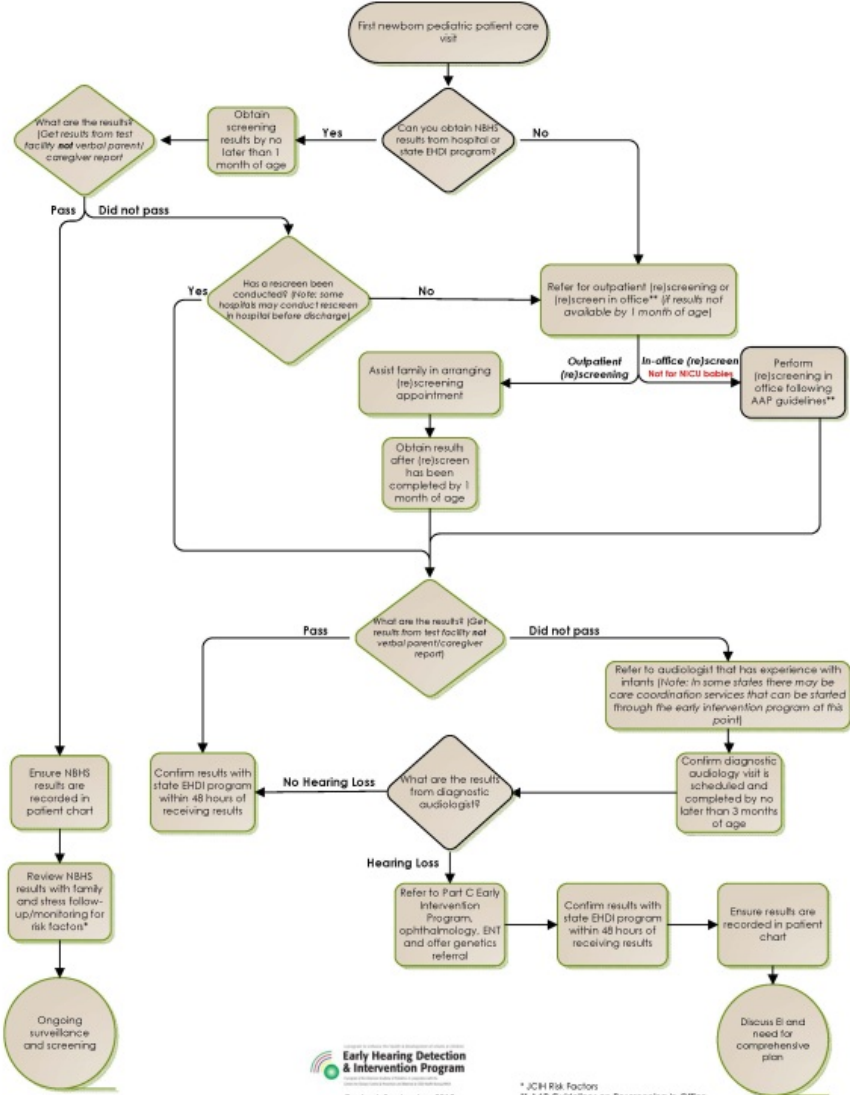 First newborn pediatric patient care
visit
What are the results?
(Get results from test
facility not verbal parent/
caregiver report
Obtain
screening
results by no
later than 1
month of age
Yes
Can you obtain NBHS
results from hospital or
state EHDI program?
No
Pass
Did not pass
Yes
Has a rescreen been
conducted? (Note: some
hospitals may conduct rescreen
in hospital before discharge)
No
Refer for outpatient (re)screening or
(re)screen in office** (if results not
available by 1 month of age)
Outpatient
(re)screening
In-office (re)screen
Not for NICU babies
Assist family in arranging
(re)screening
appointment
Perform
(re)screening in
office following
AAP guidelines**
Obtain results
after (re)screen
has been
completed by 1
month of age
Pass
What are the results? (Get
results from test facility not
verbal parent/caregiver
report)
Did not pass
Refer to audiologist that has experience with
infants (Note: In some states there may be
care coordination services that can be started
through the early intervention program at this
point)
Ensure NBHS
results are
recorded in
patient chart
Confirm results with
state EHDI program
within 48 hours of
receiving results
No Hearing Loss
What are the results
from diagnostic
audiologist?
Confirm diagnostic
audiology visit is
scheduled and
completed by no
later than 3 months
of age
Hearing Loss
Review NBHS
results with family
and stress follow-
up/monitoring for
risk factors*
Refer to Part C Early
Intervention
Program,
ophthalmology, ENT
and offer genetics
referral
Confirm results with
state EHDI program
within 48 hours of
receiving results
Ensure results are
recorded in patient
chart
Ongoing
surveillance
and screening
Discuss EI and
need for
comprehensive
plan
Early Hearing Detection
& Intervention Program
* JCIH Risk Factors